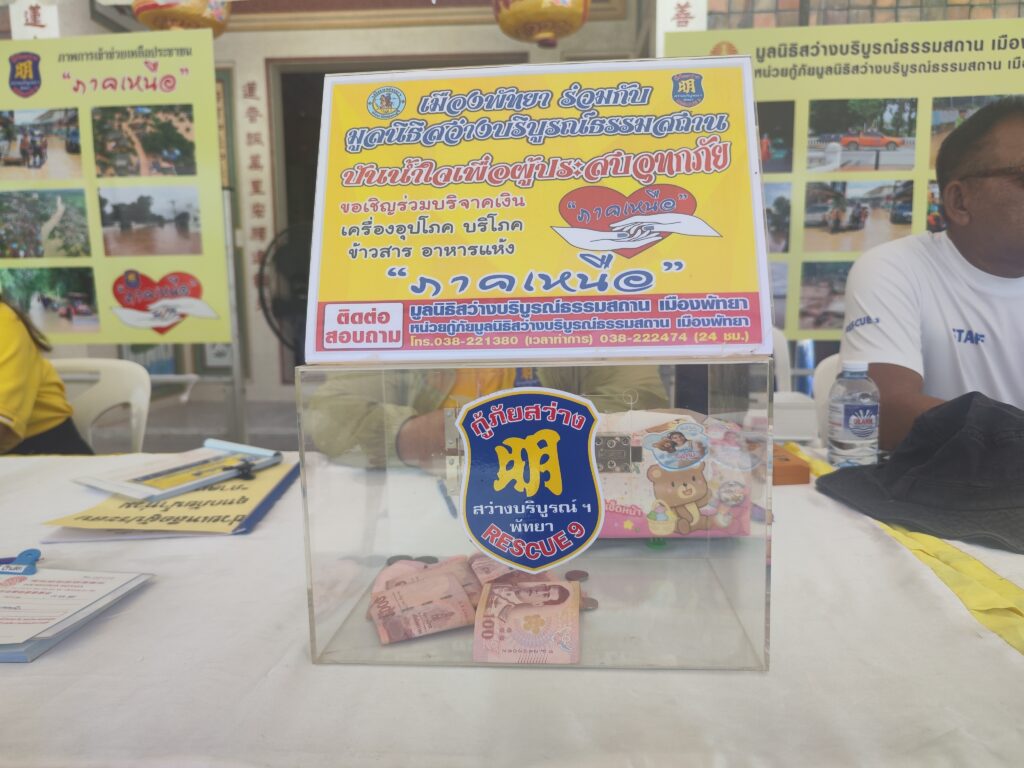 ภาพการเข้าช่วยเหลือประชาชน
"ภาคเหนือ"
มูลนิธิสว่างบริบูรณ์ธรรมสถาน เมือง
หน่วยกู้ภัยมูลนิธิสว่างบริบูรณ์ธรรมสถาน เมือง
เมืองพัทยา ร่วมกับ
มูลนิธิสว่างบริบูรณ์ธรรมสถาน
ปันน้ำใจเพื่อผู้ประสบอุทกภัย
ขอเชิญร่วมบริจาคเงิน
เครื่องอุปโภค บริโภค
ข้าวสาร อาหารแห้ง
"ภาคเหนือ"
"ภาคเหนือ"
ติดต่อ
สอบถาม
มูลนิธิสว่างบริบูรณ์ธรรมสถาน เมืองพัทยา
หน่วยกู้ภัยมูลนิธิสว่างบริบูรณ์ธรรมสถาน เมืองพัทยา
โทร.038-221380 (เวลาทำการ) 038-222474 (24 ชม.)
กู้ภัยสว่าง
明
สว่างบริบูรณ์ ฯ
พัทยา
RESCUE 9
100
STAFF